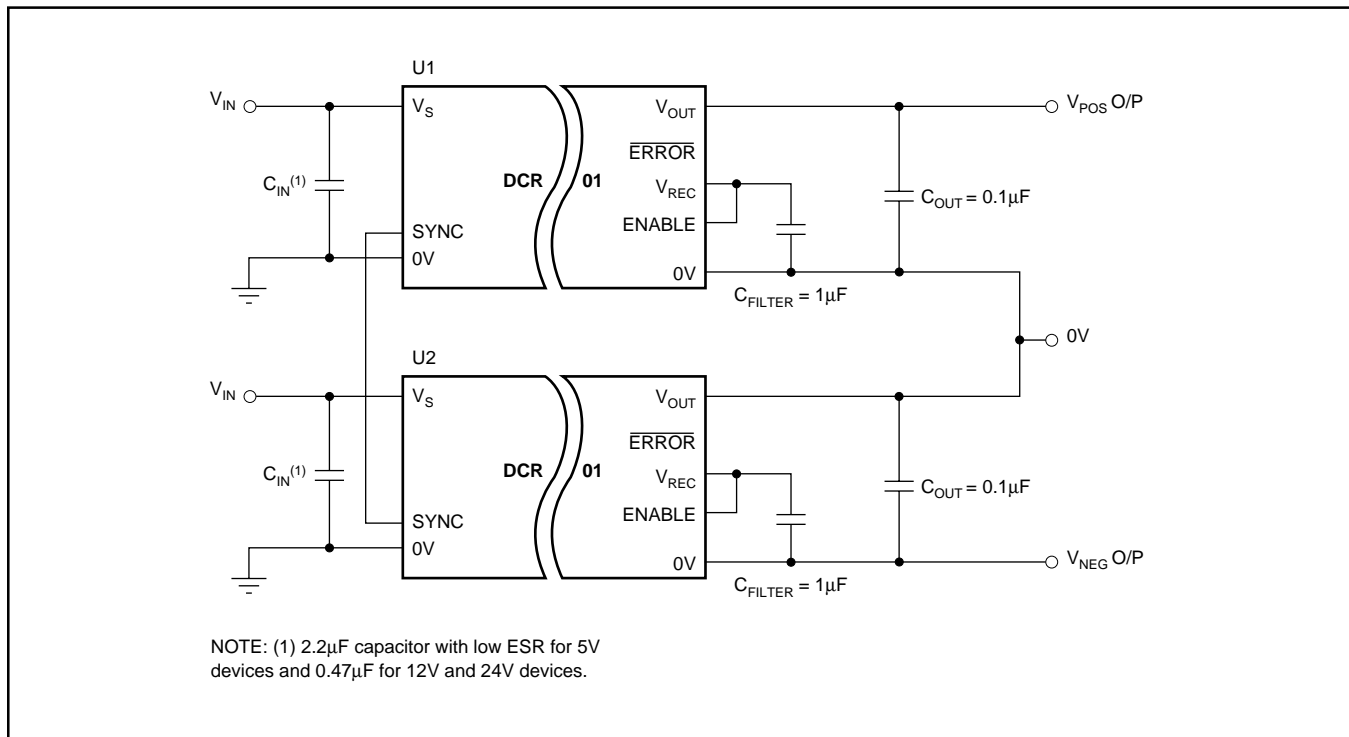 U1
V_IN
V_S
V_OUT
V_POS O/P
ERROR
C_IN(1)
DCR
01
V_REC
C_OUT = 0.1µF
SYNC
ENABLE
0V
0V
C_FILTER = 1µF
0V
U2
V_IN
V_S
V_OUT
ERROR
C_IN(1)
DCR
01
V_REC
C_OUT = 0.1µF
SYNC
ENABLE
0V
0V
V_NEG O/P
C_FILTER = 1µF
NOTE: (1) 2.2µF capacitor with low ESR for 5V
devices and 0.47µF for 12V and 24V devices.